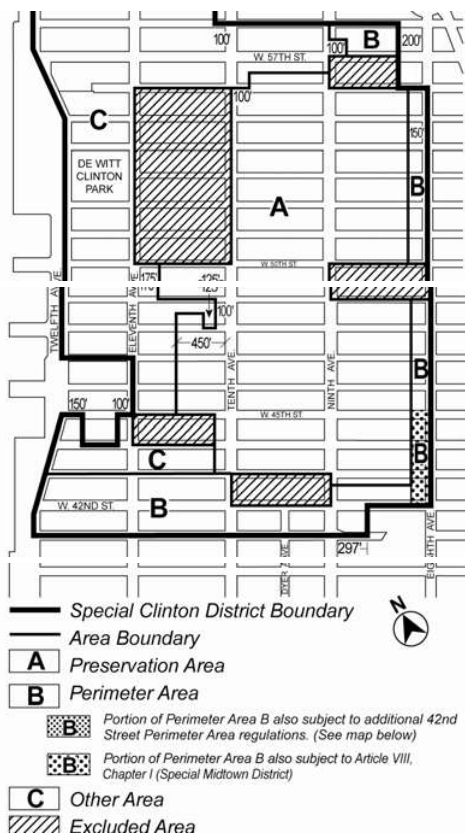 100'
B
200'
W. 57TH ST.
100'
100'
C
150'
DE WITT
CLINTON
PARK
A
B
W. 50TH ST.
TWELFTH AVE.
ELEVENTH AVE.
175'
125'
100'
450'
TENTH AVE.
NINTH AVE.
B
150'
100'
W. 45TH ST.
B
C
W. 42ND ST.
B
297'
DYER AVE.
EIGHTH AVE.
Special Clinton District Boundary
N
Area Boundary
A Preservation Area
B Perimeter Area
B Portion of Perimeter Area B also subject to additional 42nd
Street Perimeter Area regulations. (See map below)
B Portion of Perimeter Area B also subject to Article VIII,
Chapter I (Special Midtown District)
C Other Area
Excluded Area